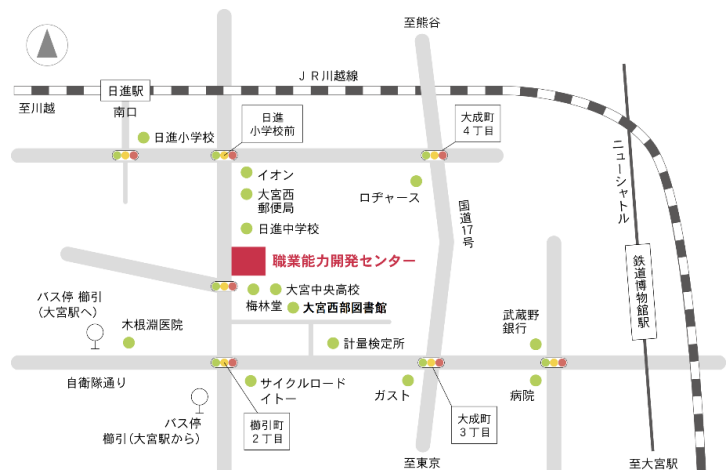 至熊谷
JR川越線
日進駅
至川越
南口
日進
小学校前
大成町
4丁目
日進小学校
イオン
大宮西
郵便局
ロヂャース
日進中学校
国道17号
ニューシャトル
職業能力開発センター
鉄道博物館駅
大宮中央高校
梅林堂
大宮西部図書館
バス停 櫛引
(大宮駅へ)
木根淵医院
武蔵野
銀行
計量検定所
自衛隊通り
サイクルロード
イトー
ガスト
病院
バス停
櫛引(大宮駅から)
櫛引町
2丁目
大成町
3丁目
至東京
至大宮駅